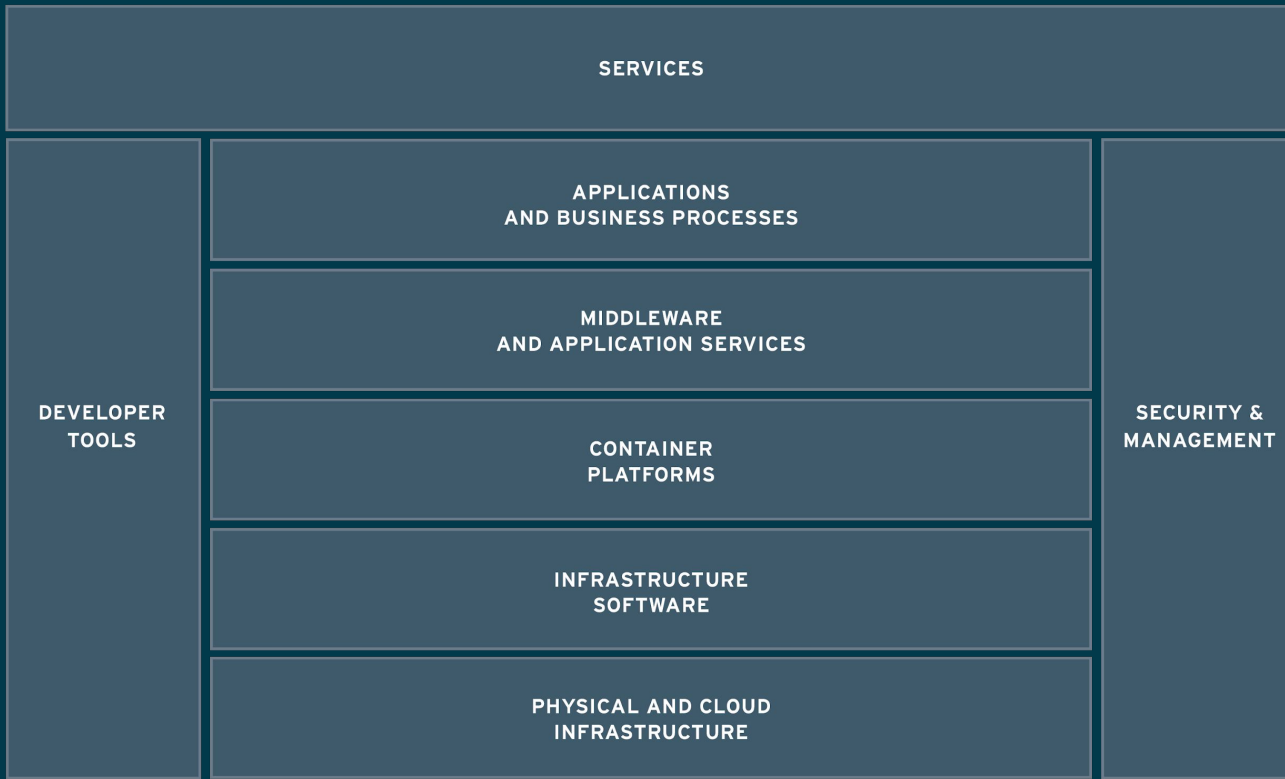 SERVICES
APPLICATIONS
AND BUSINESS PROCESSES
MIDDLEWARE
AND APPLICATION SERVICES
DEVELOPER
TOOLS
CONTAINER
PLATFORMS
SECURITY &
MANAGEMENT
INFRASTRUCTURE
SOFTWARE
PHYSICAL AND CLOUD
INFRASTRUCTURE